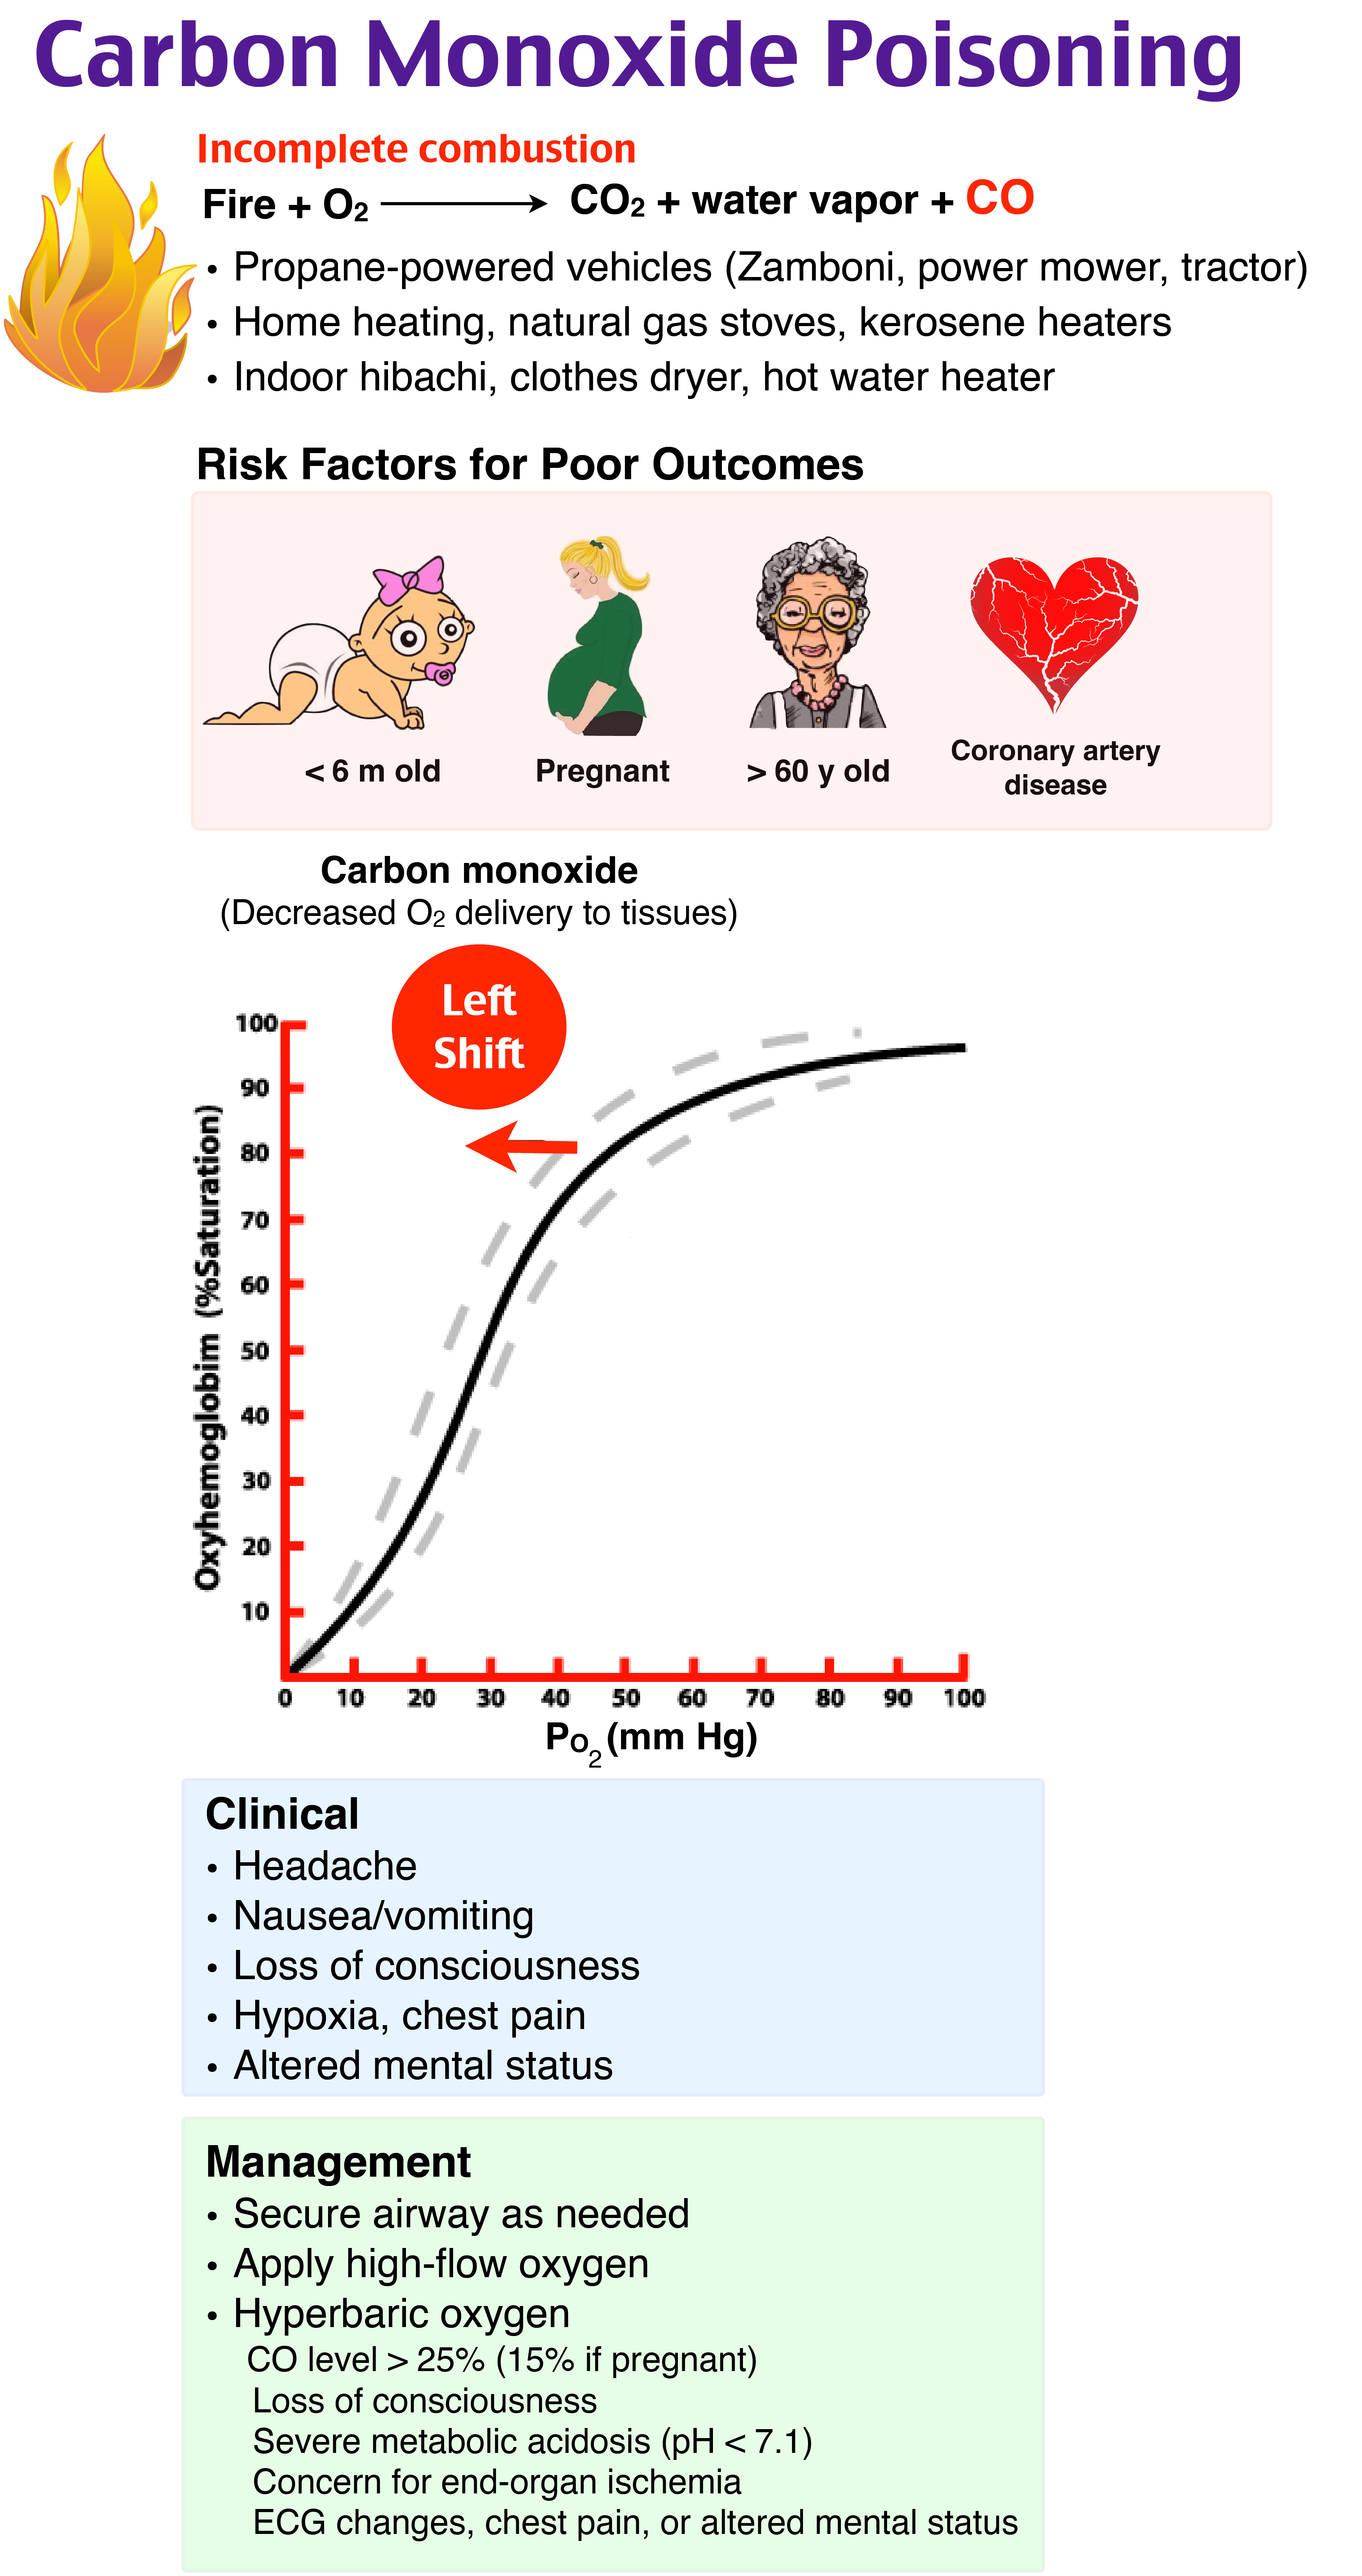 Carbon Monoxide Poisoning
Incomplete combustion
Fire + O₂ ⟶ CO₂ + water vapor + CO
• Propane-powered vehicles (Zamboni, power mower, tractor)
• Home heating, natural gas stoves, kerosene heaters
• Indoor hibachi, clothes dryer, hot water heater
Risk Factors for Poor Outcomes
< 6 m old
Pregnant
> 60 y old
Coronary artery
disease
Carbon monoxide
(Decreased O₂ delivery to tissues)
Left
Shift
Oxyhemoglobim (%Saturation)
100
90
80
70
60
50
40
30
20
10
0 10 20 30 40 50 60 70 80 90 100
Po₂ (mm Hg)
Clinical
• Headache
• Nausea/vomiting
• Loss of consciousness
• Hypoxia, chest pain
• Altered mental status
Management
• Secure airway as needed
• Apply high-flow oxygen
• Hyperbaric oxygen
CO level > 25% (15% if pregnant)
Loss of consciousness
Severe metabolic acidosis (pH < 7.1)
Concern for end-organ ischemia
ECG changes, chest pain, or altered mental status